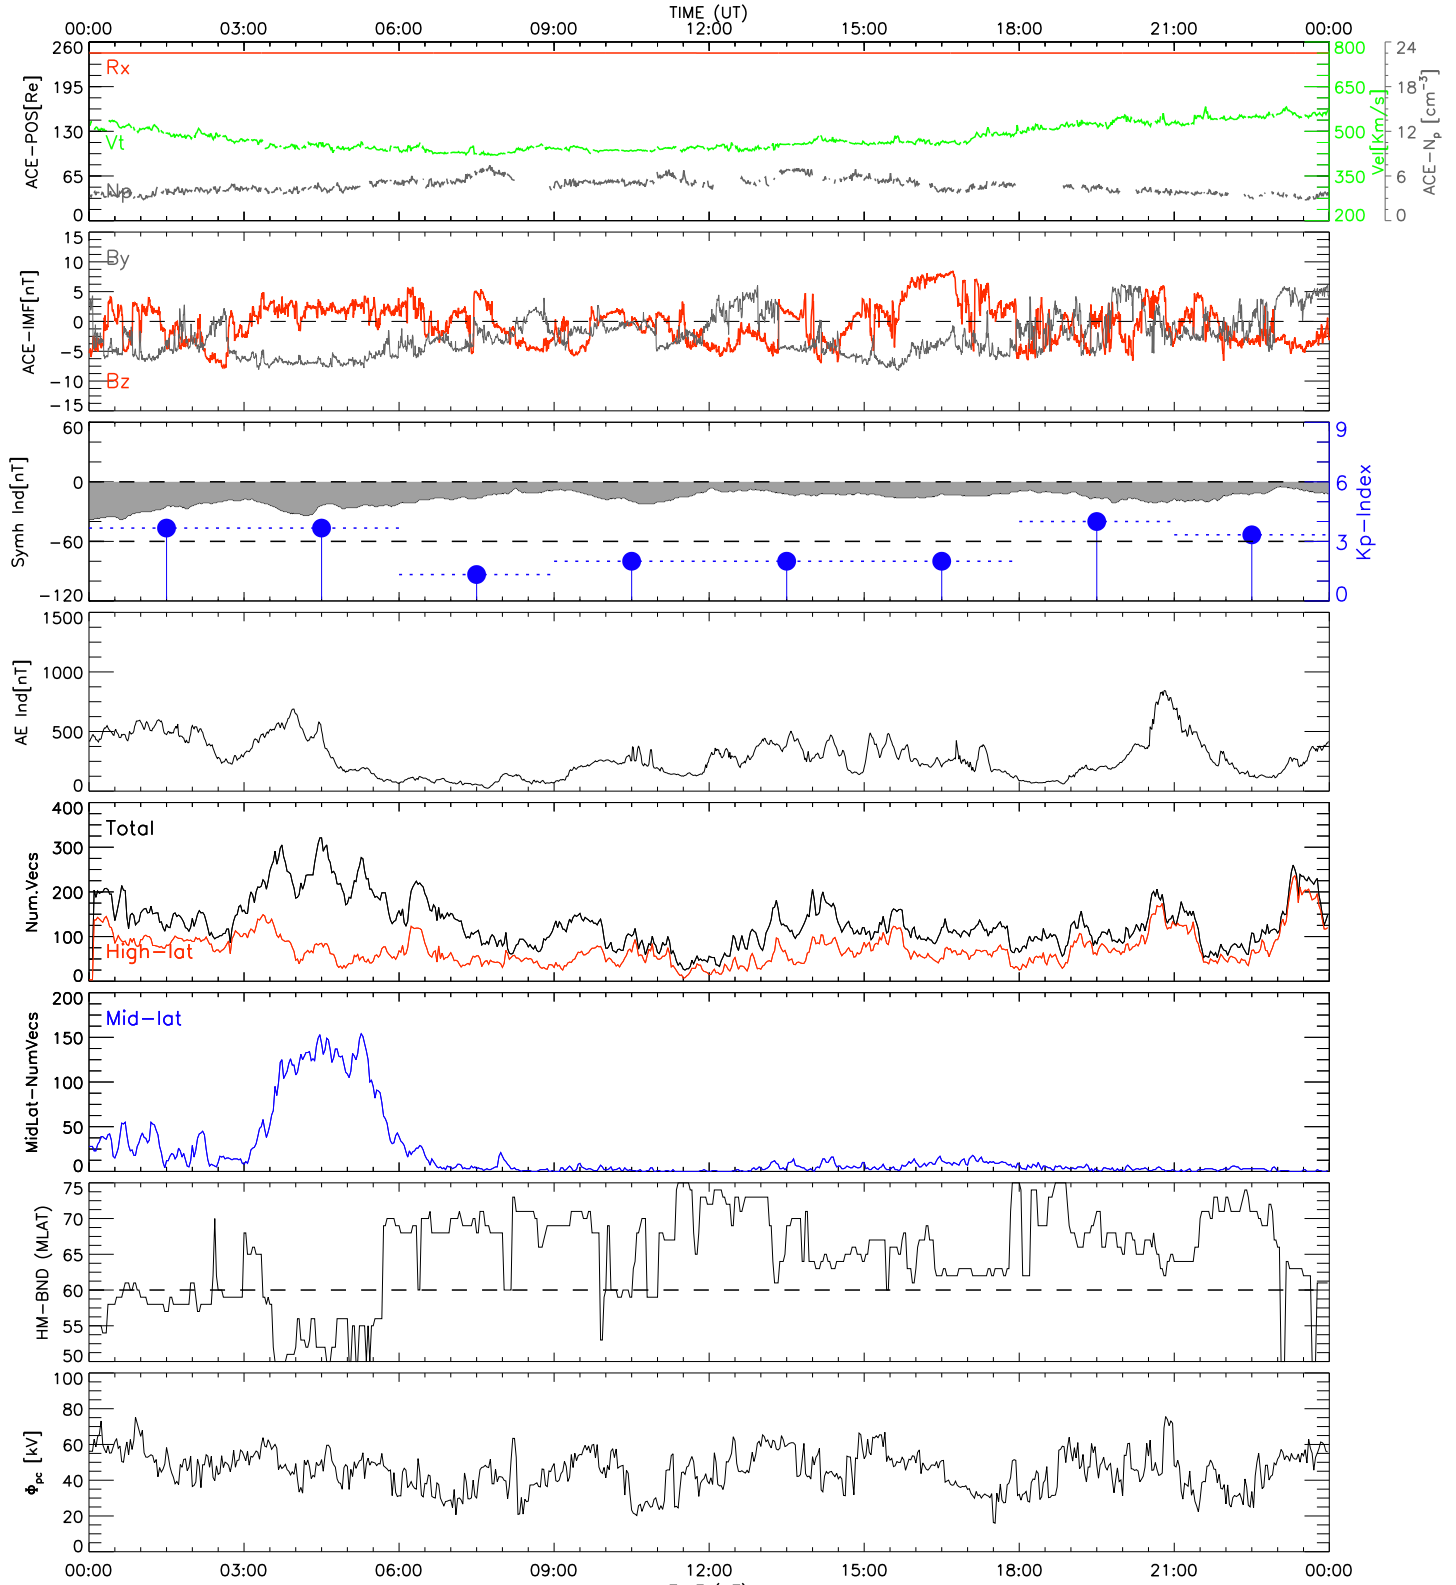 TIME (UT)
00:00 03:00 06:00 09:00 12:00 15:00 18:00 21:00 00:00
ACE-POS[Re]
260
195
130
65
0
Rx
Vt
Np
800
650
500
350
200
Vel[Km/s]
24
18
12
6
0
ACE-Np [cm-3]
ACE-IMF[nT]
15
10
5
0
-5
-10
-15
By
Bz
Symh Ind[nT]
60
0
-60
-120
9
6
3
0
Kp-Index
AE Ind[nT]
1500
1000
500
0
Num.Vecs
400
300
200
100
0
Total
High-lat
MidLat-NumVecs
200
150
100
50
0
Mid-lat
HM-BND (MLAT)
75
70
65
60
55
50
Φpc [kV]
100
80
60
40
20
0
00:00 03:00 06:00 09:00 12:00 15:00 18:00 21:00 00:00